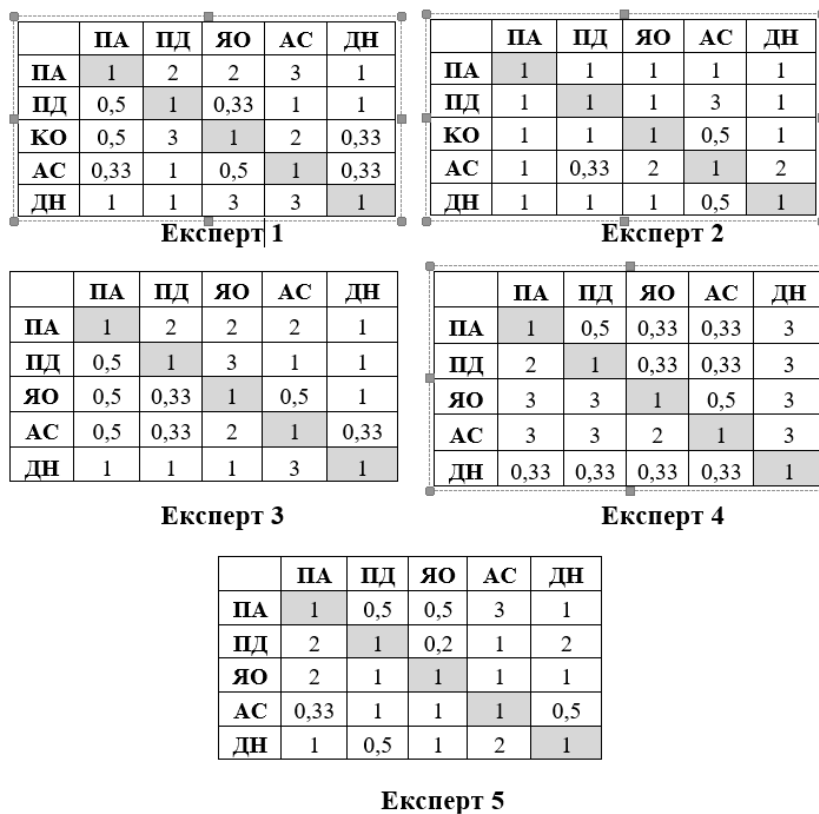 ПА ПД ЯО АС ДН
ПА 1 2 2 3 1
ПД 0,5 1 0,33 1 1
КО 0,5 3 1 2 0,33
АС 0,33 1 0,5 1 0,33
ДН 1 1 3 3 1
Експерт 1
ПА ПД ЯО АС ДН
ПА 1 1 1 1 1
ПД 1 1 1 3 1
КО 1 1 1 0,5 1
АС 1 0,33 2 1 2
ДН 1 1 1 0,5 1
Експерт 2
ПА ПД ЯО АС ДН
ПА 1 2 2 2 1
ПД 0,5 1 3 1 1
ЯО 0,5 0,33 1 0,5 1
АС 0,5 0,33 2 1 0,33
ДН 1 1 1 3 1
Експерт 3
ПА ПД ЯО АС ДН
ПА 1 0,5 0,33 0,33 3
ПД 2 1 0,33 0,33 3
ЯО 3 3 1 0,5 3
АС 3 3 2 1 3
ДН 0,33 0,33 0,33 0,33 1
Експерт 4
ПА ПД ЯО АС ДН
ПА 1 0,5 0,5 3 1
ПД 2 1 0,2 1 2
ЯО 2 1 1 1 1
АС 0,33 1 1 1 0,5
ДН 1 0,5 1 2 1
Експерт 5